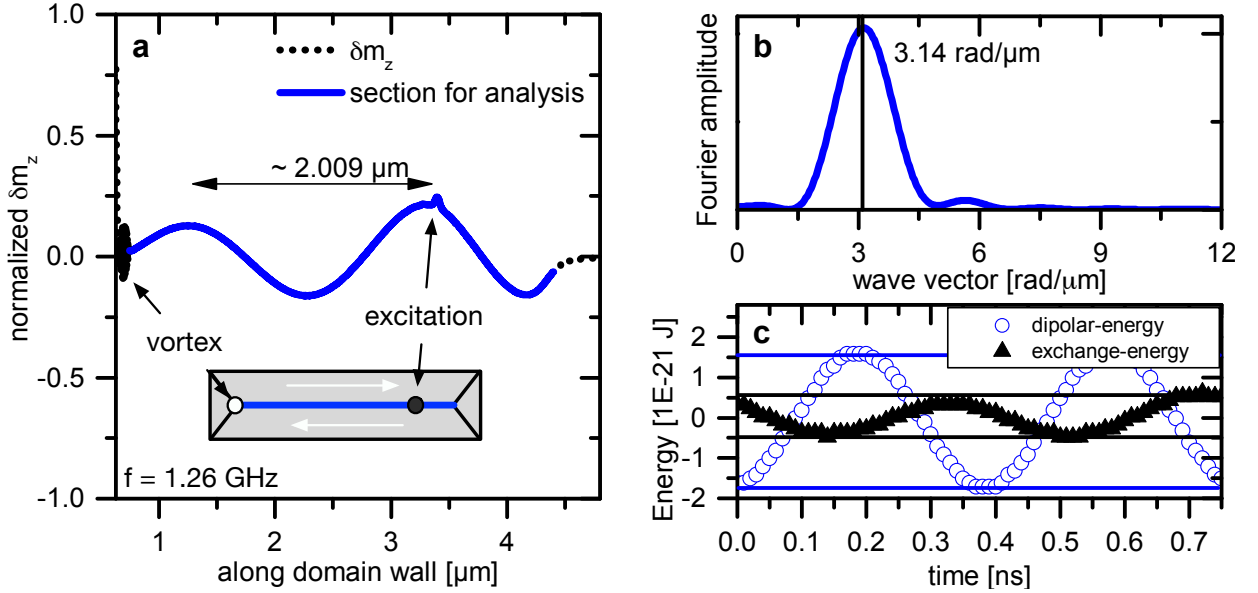 a
δm_z
section for analysis
~ 2.009 µm
excitation
vortex
f = 1.26 GHz
normalized δm_z
1.0
0.5
0.0
-0.5
-1.0
1 2 3 4
along domain wall [µm]
b
3.14 rad/µm
Fourier amplitude
0 3 6 9 12
wave vector [rad/µm]
c
dipolar-energy
exchange-energy
Energy [1E-21 J]
2
1
0
-1
-2
0.0 0.1 0.2 0.3 0.4 0.5 0.6 0.7
time [ns]